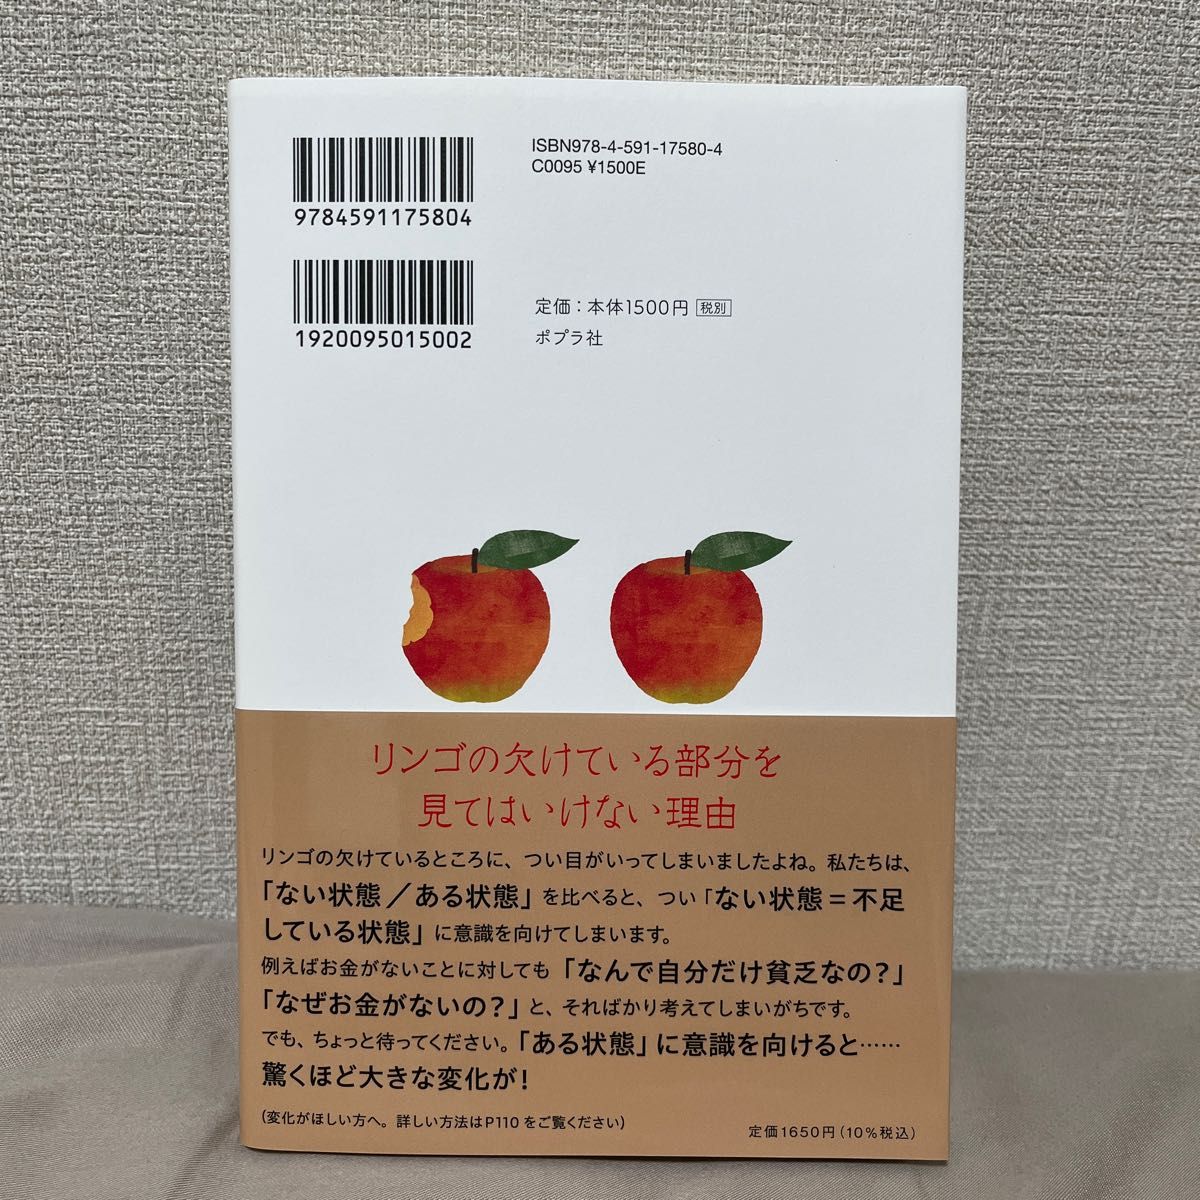 ISBN978-4-591-17580-4
C0095 ¥1500E
9784591175804
1920095015002
定価：本体1500円 税別
ポプラ社
リンゴの欠けている部分を
見てはいけない理由
リンゴの欠けているところに、つい目がいってしまいましたよね。私たちは、
「ない状態／ある状態」を比べると、つい「ない状態＝不足
している状態」に意識を向けてしまいます。
例えばお金がないことに対しても「なんで自分だけ貧乏なの？」
「なぜお金がないの？」と、そればかり考えてしまいがちです。
でも、ちょっと待ってください。「ある状態」に意識を向けると……
驚くほど大きな変化が！
（変化がほしい方へ。詳しい方法はP110をご覧ください）
定価1650円（10%税込）